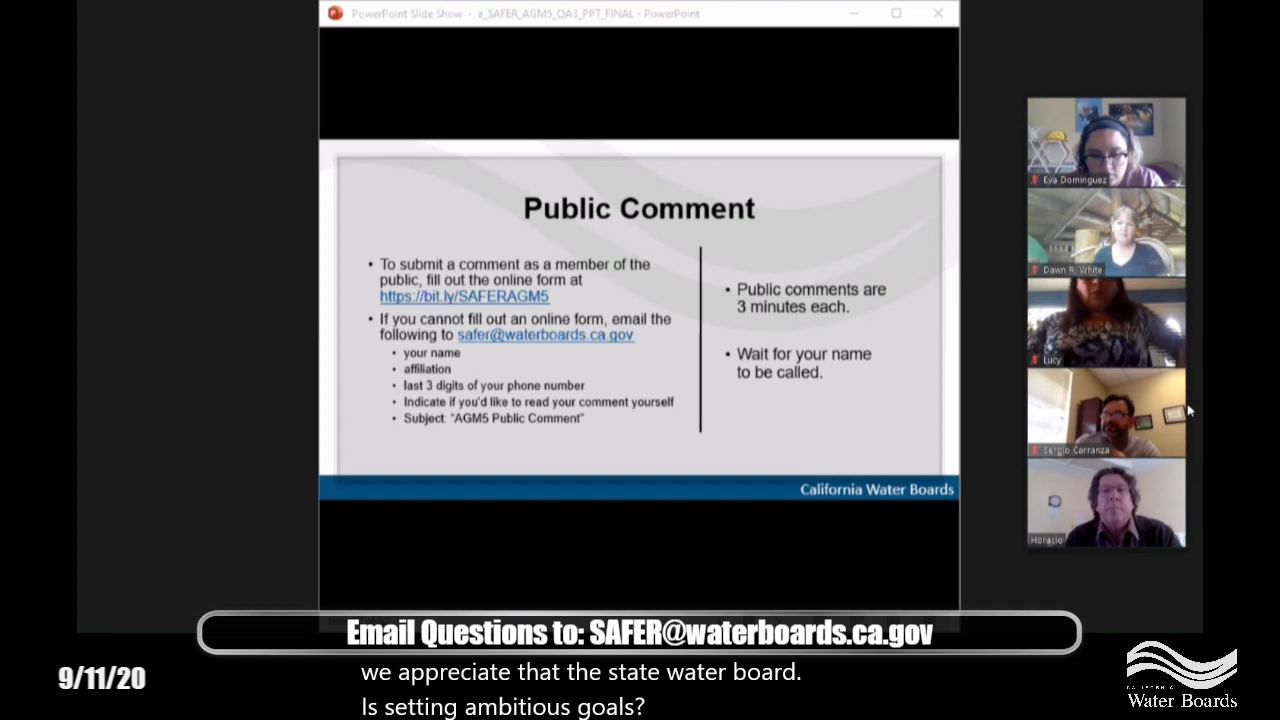 PowerPoint Slide Show - a_SAFER_AGM5_QA3_PPT_FINAL - PowerPoint
Public Comment
• To submit a comment as a member of the
public, fill out the online form at
https://bit.ly/SAFERAGM5
• If you cannot fill out an online form, email the
following to safer@waterboards.ca.gov
• your name
• affiliation
• last 3 digits of your phone number
• Indicate if you'd like to read your comment yourself
• Subject: "AGM5 Public Comment"
• Public comments are
3 minutes each.
• Wait for your name
to be called.
California Water Boards
Eva Dominguez
Dawn R. White
Lucy
Sergio Carranza
Horacio
Email Questions to: SAFER@waterboards.ca.gov
we appreciate that the state water board.
Is setting ambitious goals?
9/11/20
CALIFORNIA
Water Boards